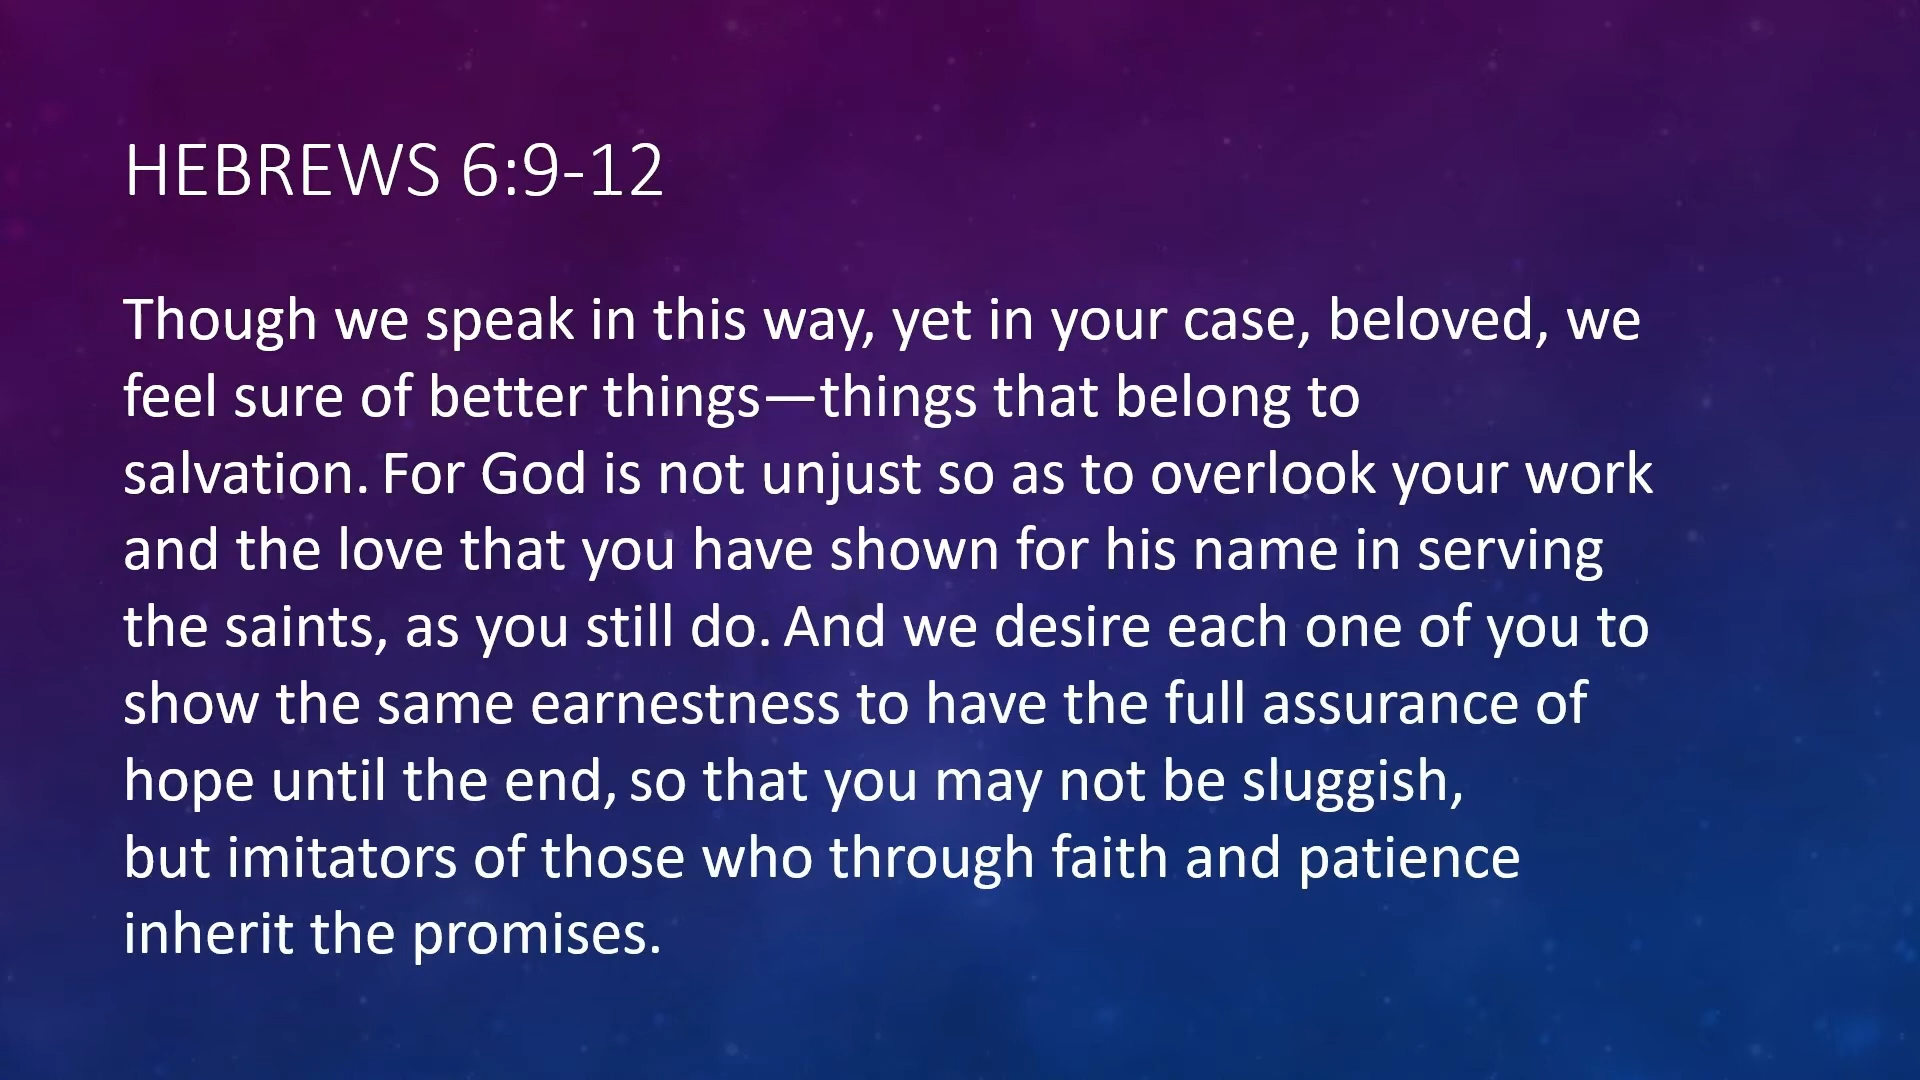 HEBREWS 6:9-12
Though we speak in this way, yet in your case, beloved, we
feel sure of better things—things that belong to
salvation. For God is not unjust so as to overlook your work
and the love that you have shown for his name in serving
the saints, as you still do. And we desire each one of you to
show the same earnestness to have the full assurance of
hope until the end, so that you may not be sluggish,
but imitators of those who through faith and patience
inherit the promises.